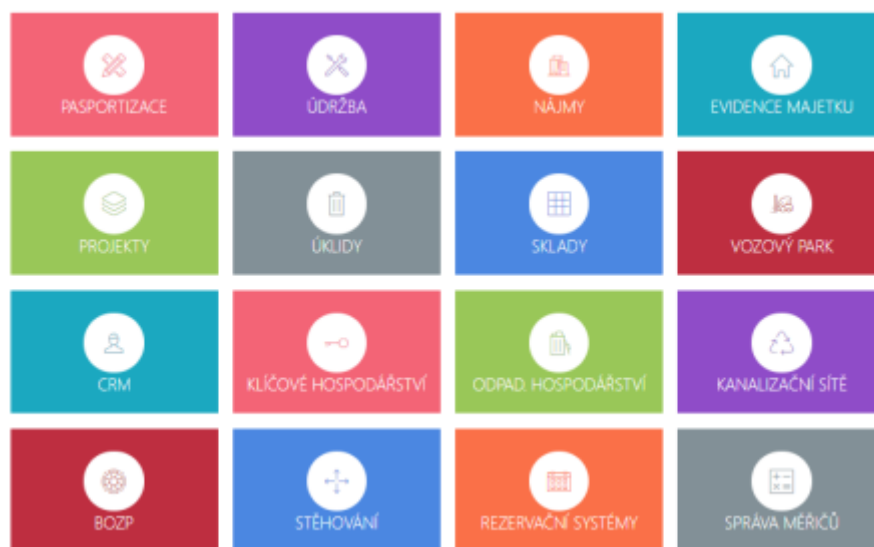 PASPORTIZACE
ÚDRŽBA
NÁJMY
EVIDENCE MAJETKU
PROJEKTY
ÚKLIDY
SKLADY
VOZOVÝ PARK
CRM
KLÍČOVÉ HOSPODÁŘSTVÍ
ODPAD. HOSPODÁŘSTVÍ
KANALIZAČNÍ SÍTĚ
BOZP
STĚHOVÁNÍ
REZERVAČNÍ SYSTÉMY
SPRÁVA MĚŘIČŮ